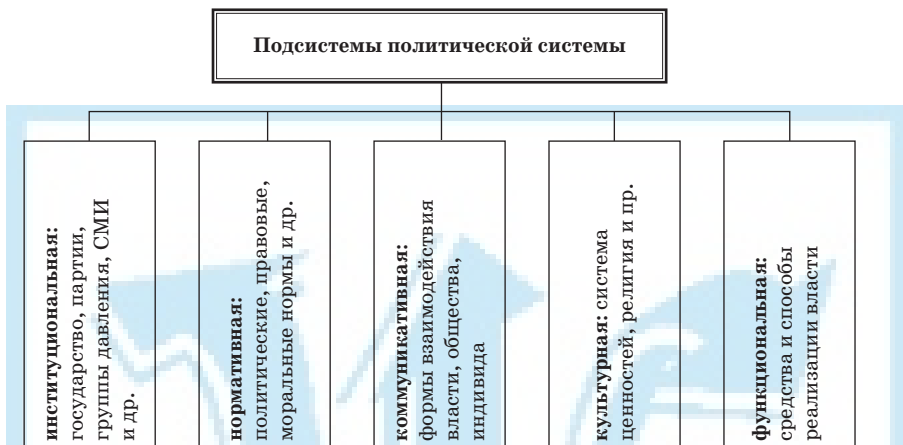 Подсистемы политической системы
институциональная:
государство, партии,
группы давления, СМИ
и др.
нормативная:
политические, правовые,
моральные нормы и др.
коммуникативная:
формы взаимодействия
власти, общества,
индивида
культурная: система
ценностей, религия и пр.
функциональная:
средства и способы
реализации власти